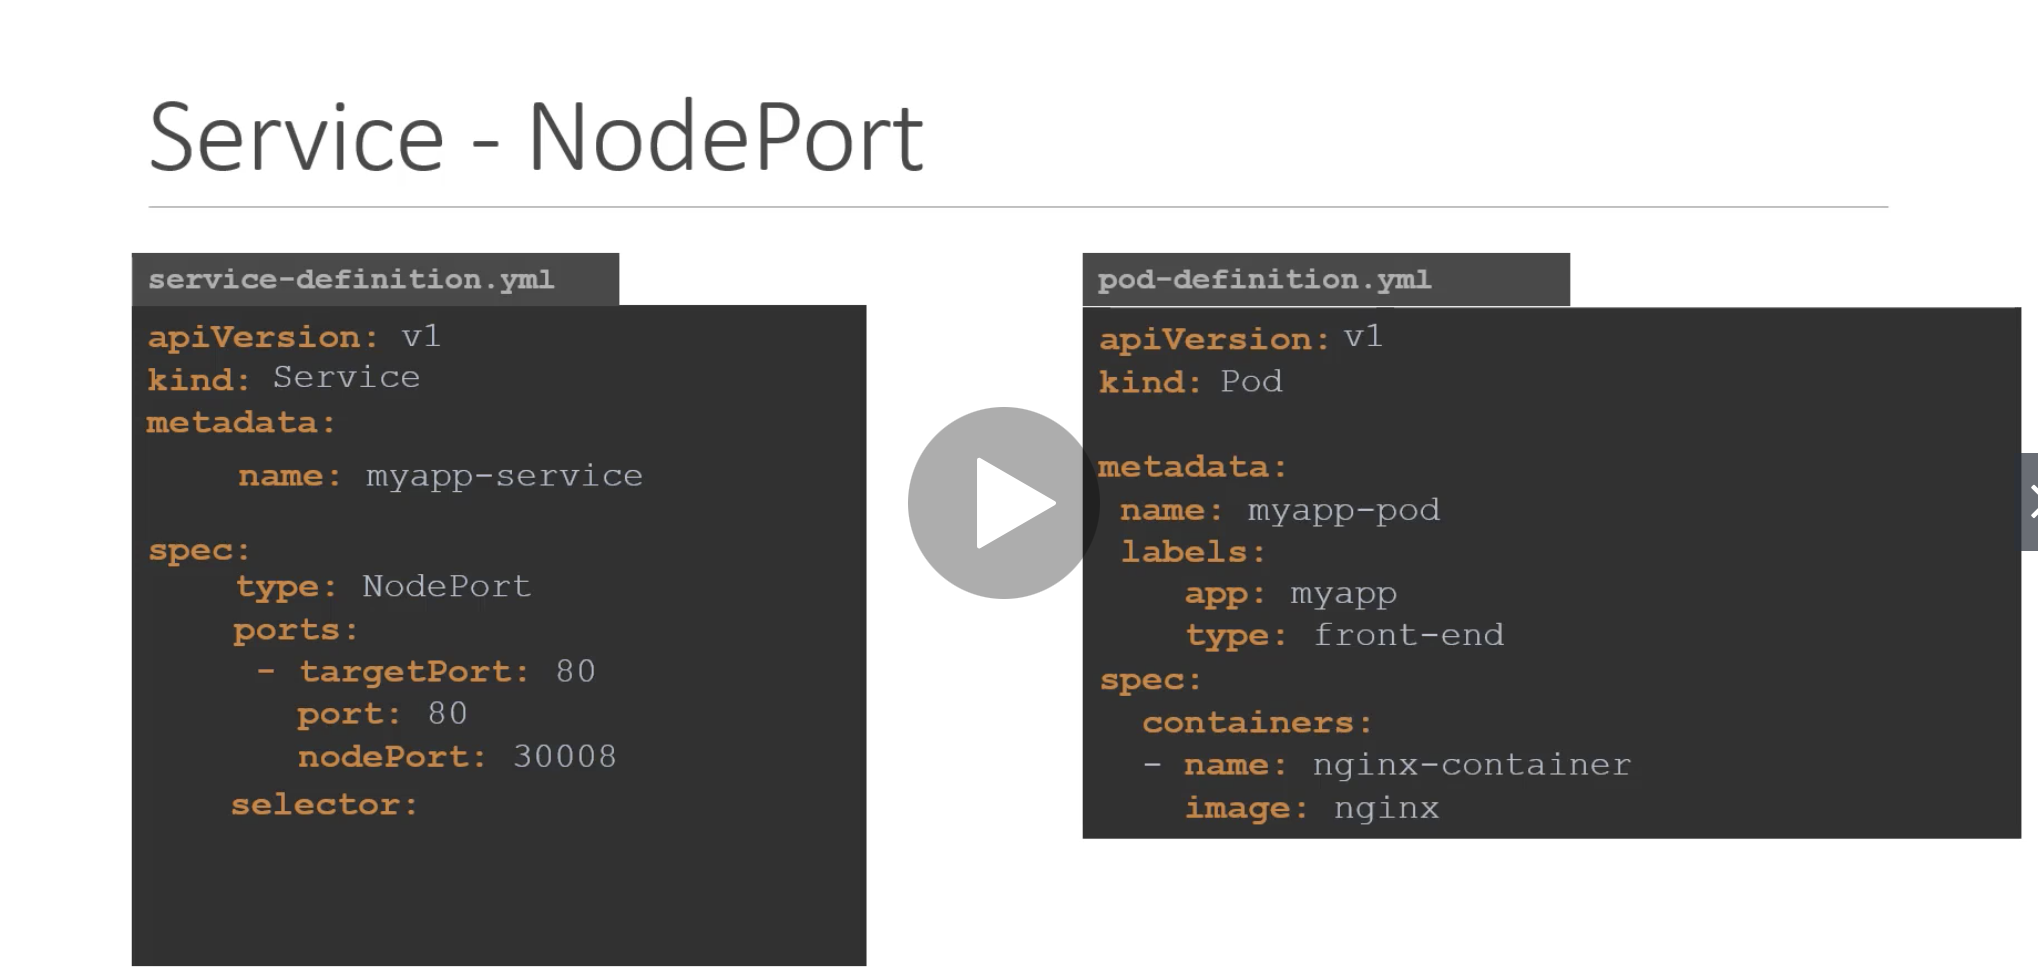 Service - NodePort
service-definition.yml
apiVersion: v1
kind: Service
metadata:
name: myapp-service
spec:
type: NodePort
ports:
- targetPort: 80
port: 80
nodePort: 30008
selector:
pod-definition.yml
apiVersion: v1
kind: Pod
metadata:
name: myapp-pod
labels:
app: myapp
type: front-end
spec:
containers:
- name: nginx-container
image: nginx